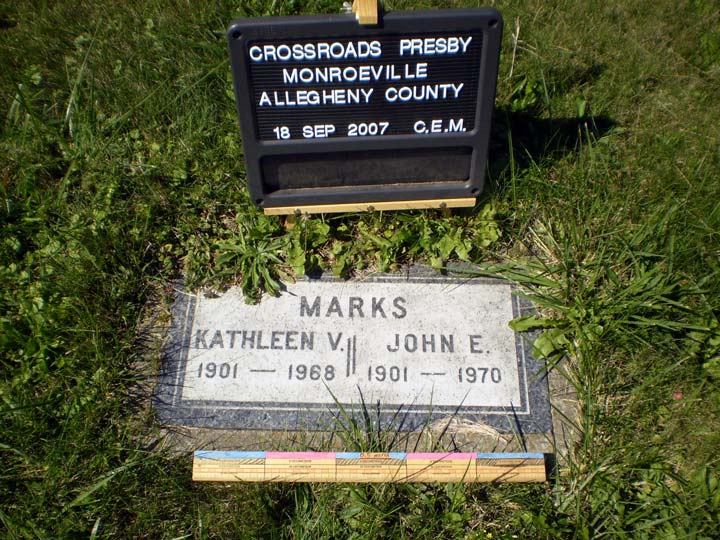 CROSSROADS PRESBY
MONROEVILLE
ALLEGHENY COUNTY
18 SEP 2007 C.E.M.
MARKS
KATHLEEN V. JOHN E.
1901 — 1968 1901 — 1970